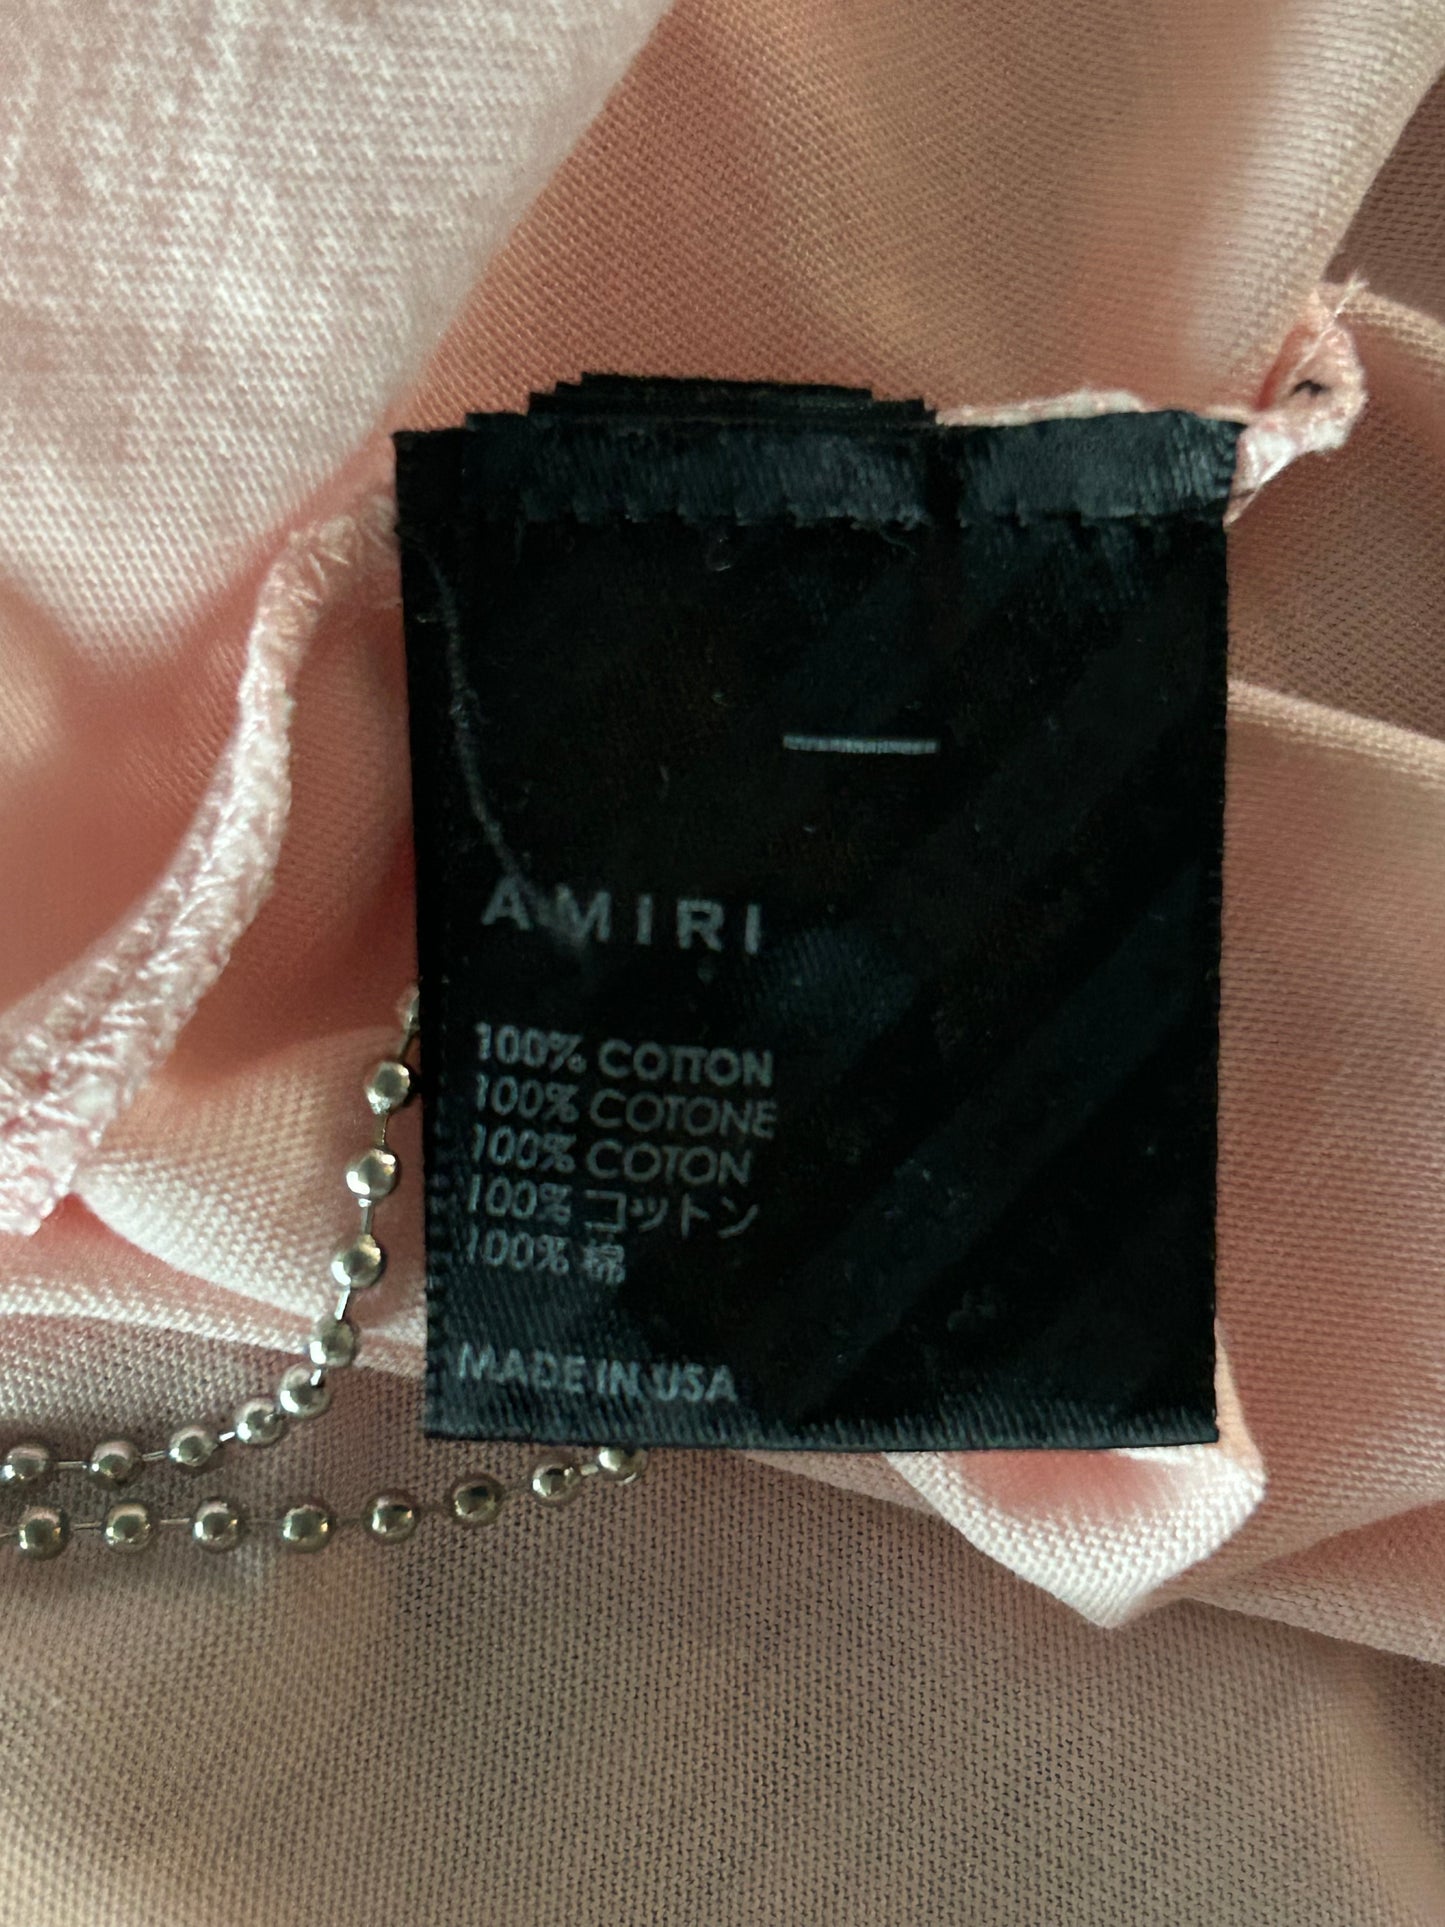 AMIRI
100% COTTON
100% COTONE
100% COTON
100% コットン
100% 綿
MADE IN USA